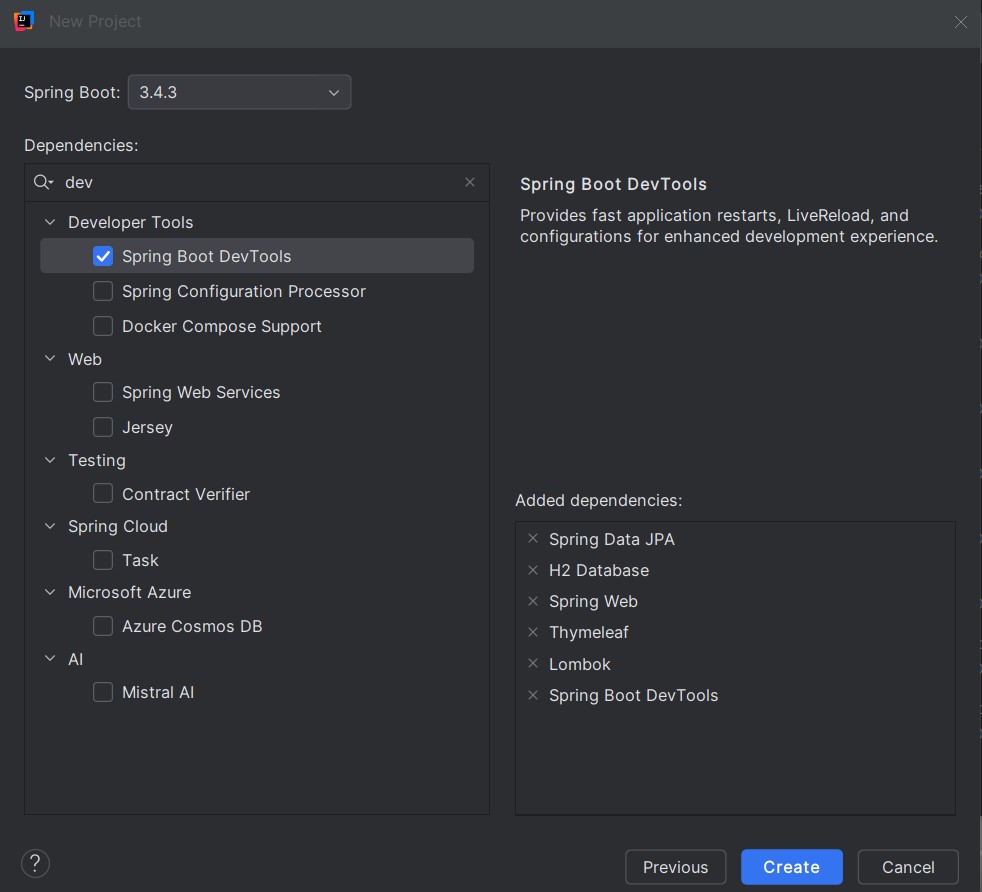 New Project
Spring Boot: 3.4.3
Dependencies:
dev
Developer Tools
Spring Boot DevTools
Spring Configuration Processor
Docker Compose Support
Web
Spring Web Services
Jersey
Testing
Contract Verifier
Spring Cloud
Task
Microsoft Azure
Azure Cosmos DB
AI
Mistral AI
Spring Boot DevTools
Provides fast application restarts, LiveReload, and
configurations for enhanced development experience.
Added dependencies:
Spring Data JPA
H2 Database
Spring Web
Thymeleaf
Lombok
Spring Boot DevTools
? Previous Create Cancel